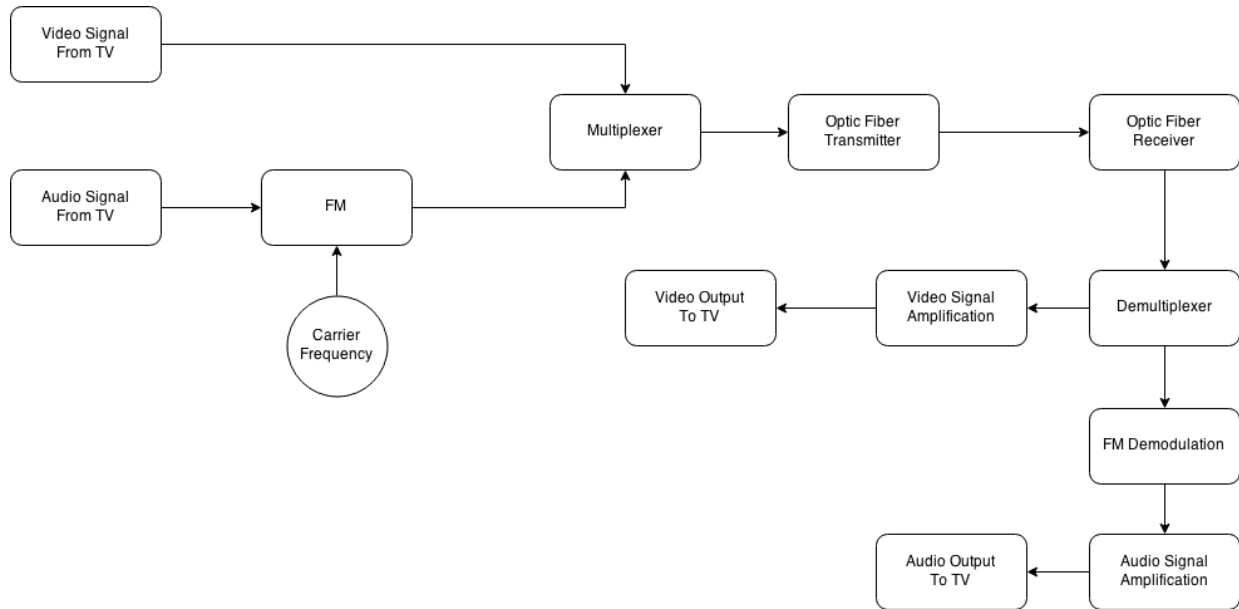 Video Signal
From TV
Multiplexer
Optic Fiber
Transmitter
Optic Fiber
Receiver
Audio Signal
From TV
FM
Carrier
Frequency
Video Output
To TV
Video Signal
Amplification
Demultiplexer
FM Demodulation
Audio Output
To TV
Audio Signal
Amplification